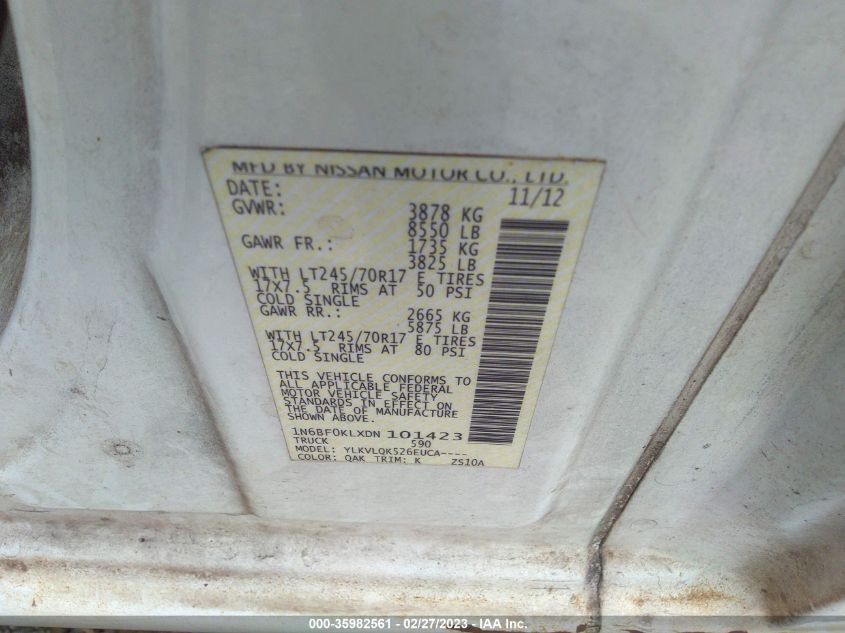 MFD BY NISSAN MOTOR CO., LTD.
DATE: 11/12
GVWR: 3878 KG
8550 LB
GAWR FR.: 1735 KG
3825 LB
WITH LT245/70R17 E TIRES
17X7.5 RIMS AT 50 PSI
COLD SINGLE
GAWR RR.: 2665 KG
5875 LB
WITH LT245/70R17 E TIRES
17X7.5 RIMS AT 80 PSI
COLD SINGLE
THIS VEHICLE CONFORMS TO
ALL APPLICABLE FEDERAL
MOTOR VEHICLE SAFETY
STANDARDS IN EFFECT ON
THE DATE OF MANUFACTURE
SHOWN ABOVE.
1N6BF0KLXDN 101423
TRUCK 590
MODEL: YLKVLQK526EUCA----
COLOR: QAK TRIM: K ZS10A
000-35982561 - 02/27/2023 - IAA Inc.